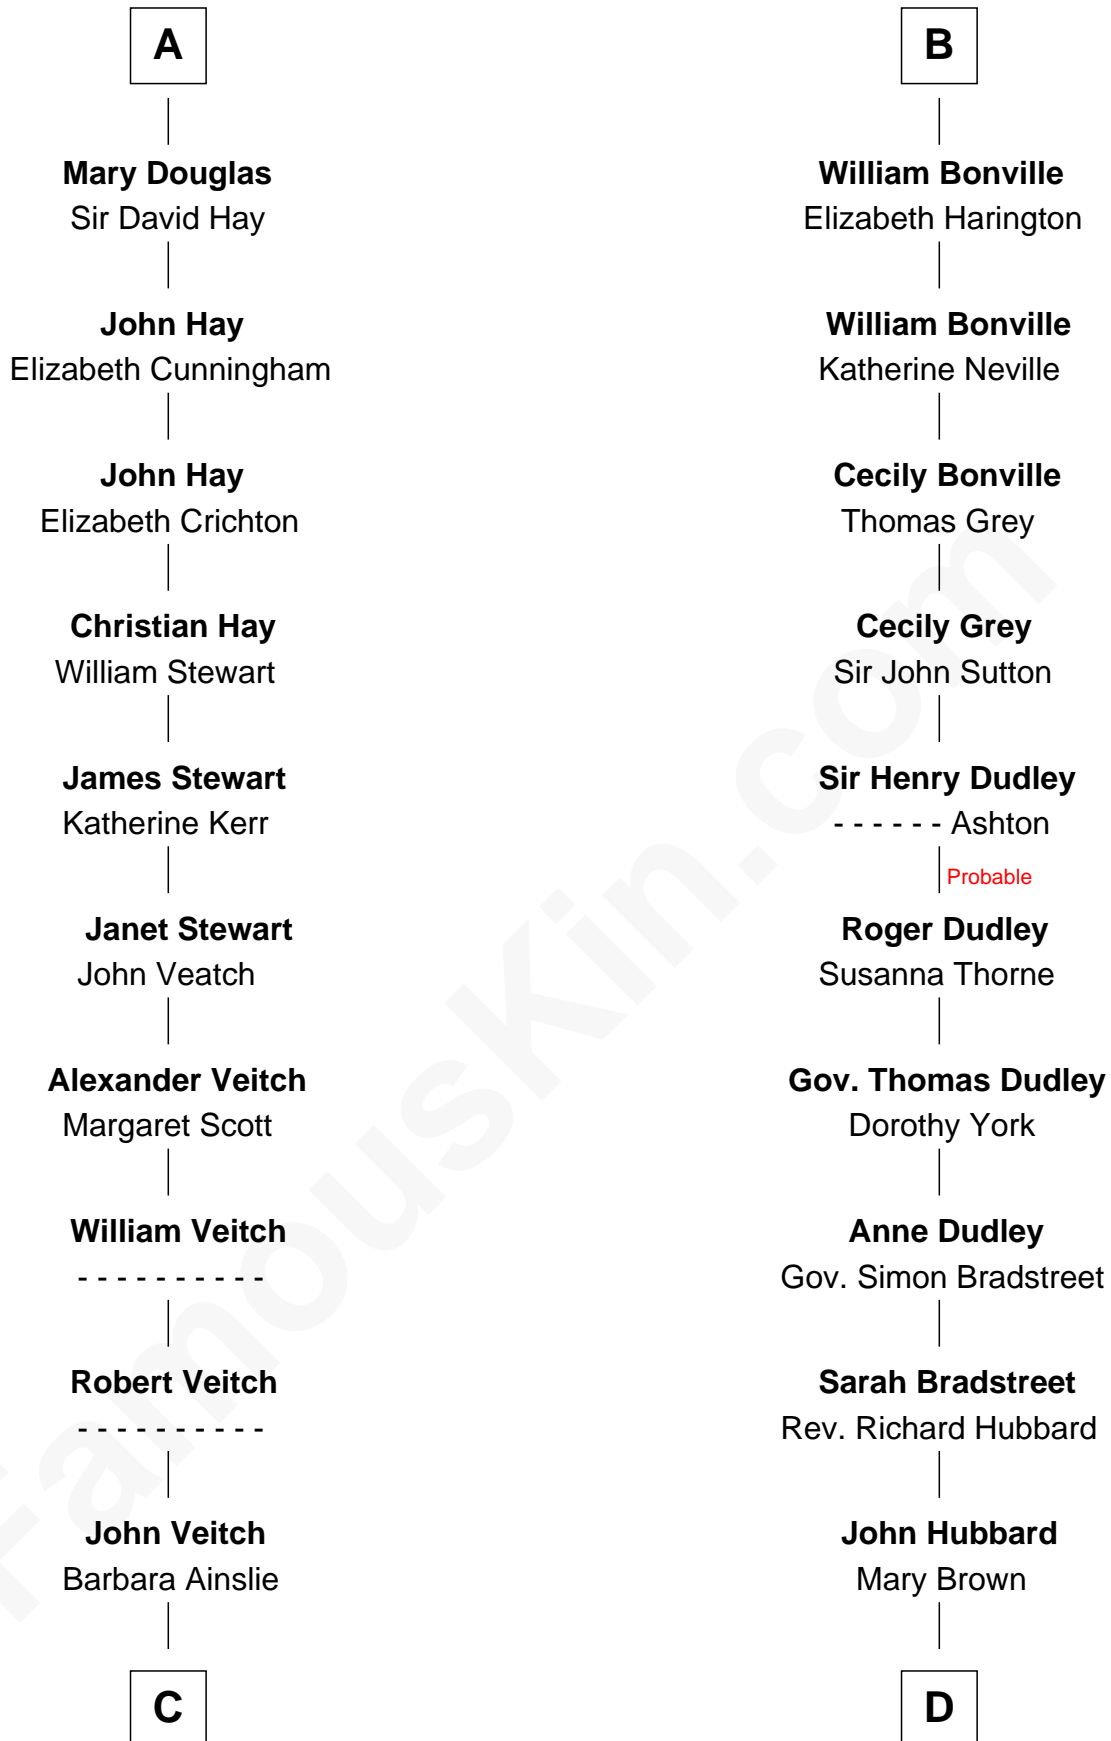 A
Mary Douglas
Sir David Hay
John Hay
Elizabeth Cunningham
John Hay
Elizabeth Crichton
Christian Hay
William Stewart
James Stewart
Katherine Kerr
Janet Stewart
John Veatch
Alexander Veitch
Margaret Scott
William Veitch
- - - - - - - - - -
Robert Veitch
- - - - - - - - - -
John Veitch
Barbara Ainslie
C
B
William Bonville
Elizabeth Harington
William Bonville
Katherine Neville
Cecily Bonville
Thomas Grey
Cecily Grey
Sir John Sutton
Sir Henry Dudley
- - - - - - Ashton
Probable
Roger Dudley
Susanna Thorne
Gov. Thomas Dudley
Dorothy York
Anne Dudley
Gov. Simon Bradstreet
Sarah Bradstreet
Rev. Richard Hubbard
John Hubbard
Mary Brown
D
FamousKin.com